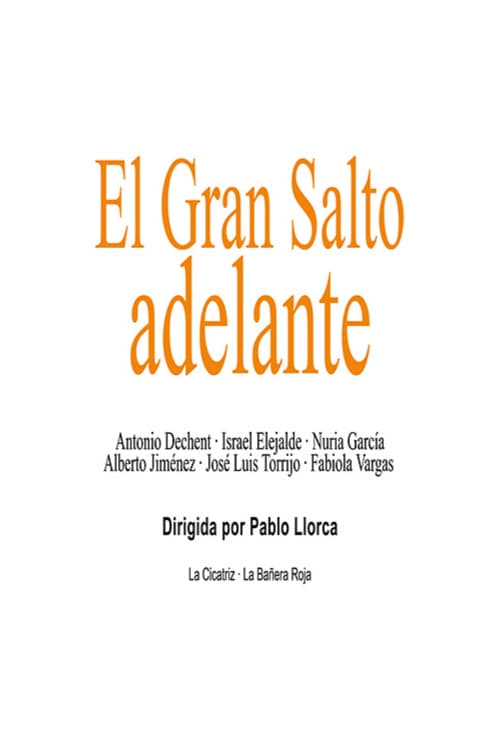 El Gran Salto
adelante
Antonio Dechent · Israel Elejalde · Nuria García
Alberto Jiménez · José Luis Torrijo · Fabiola Vargas
Dirigida por Pablo Llorca
La Cicatriz · La Bañera Roja